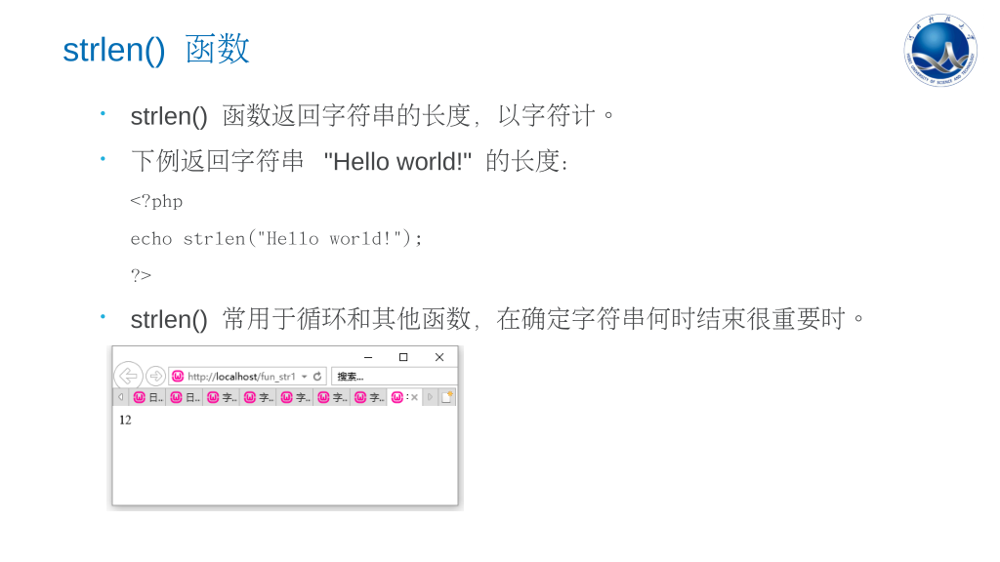 strlen() 函数
• strlen() 函数返回字符串的长度，以字符计。
• 下例返回字符串 "Hello world!" 的长度：
<?php
echo strlen("Hello world!");
?>
• strlen() 常用于循环和其他函数，在确定字符串何时结束很重要时。
http://localhost/fun_str1
搜索...
日.. 日.. 字.. 字.. 字.. 字.. 字..
12